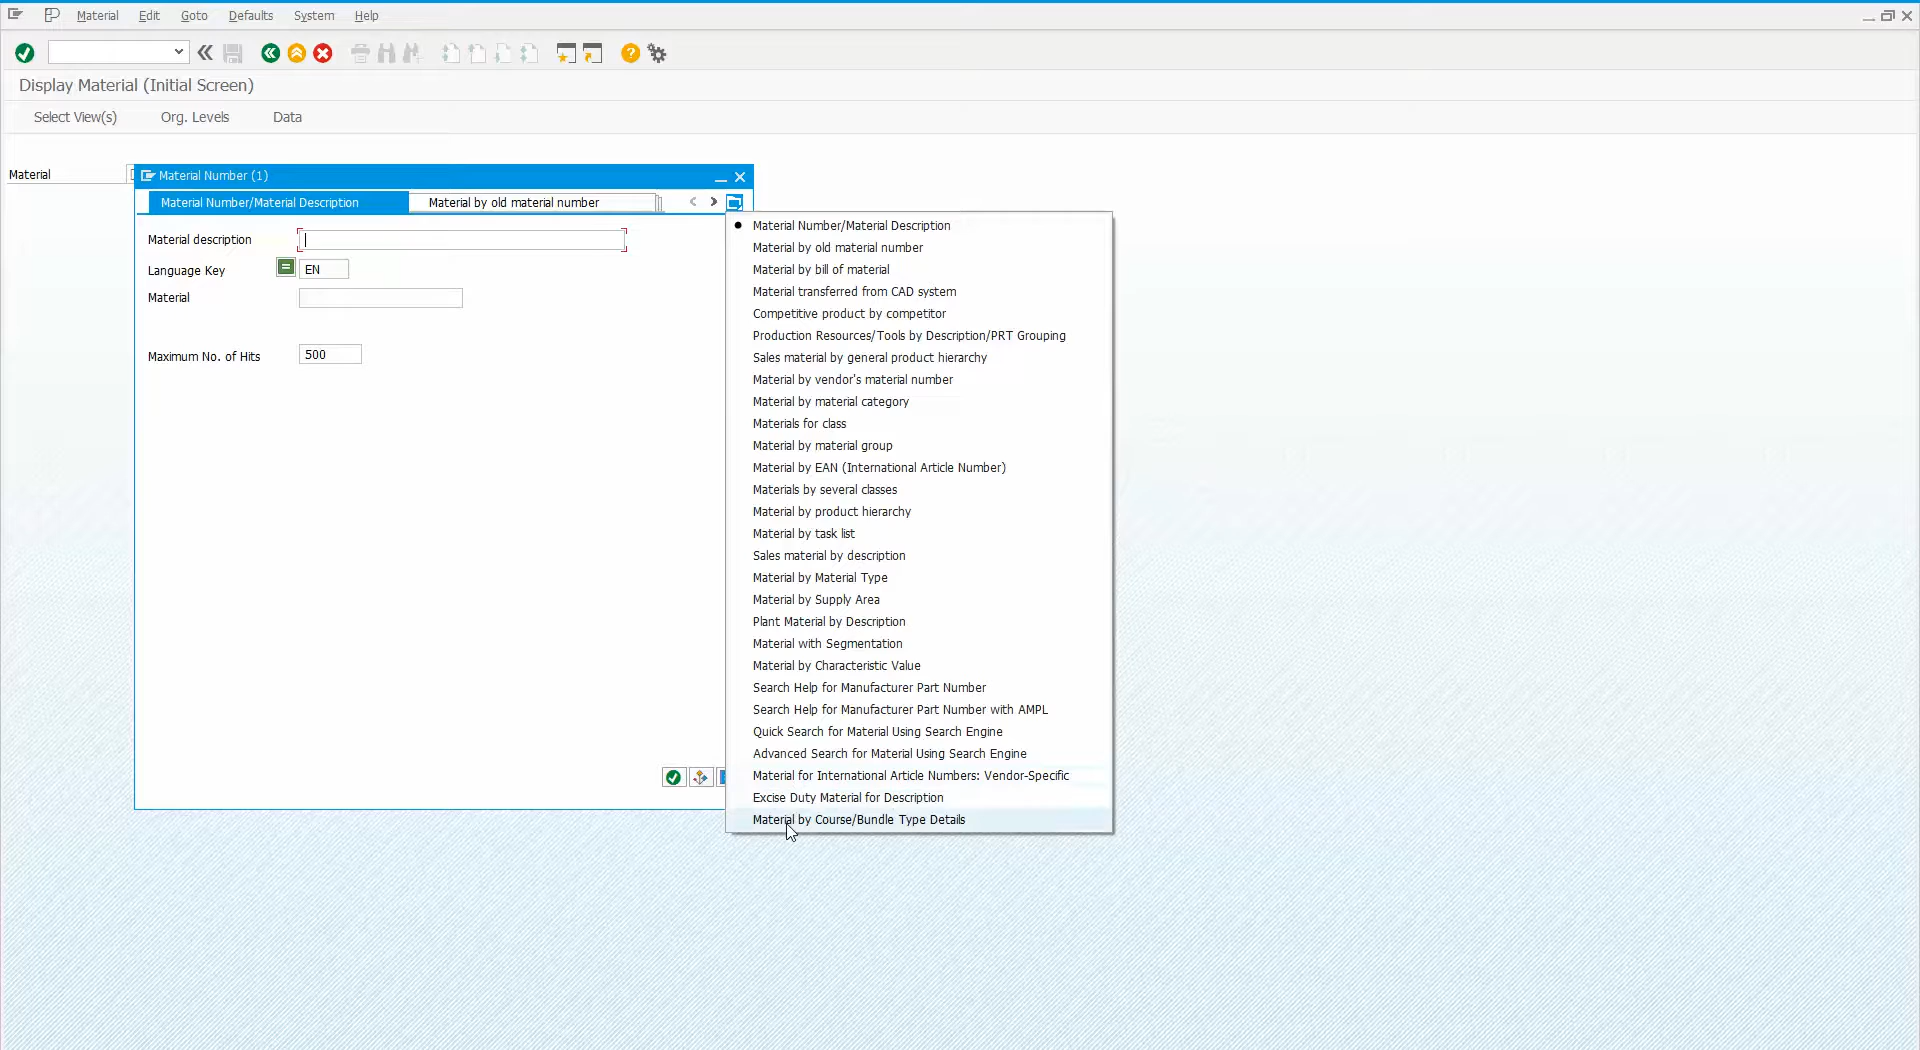 Material Edit Goto Defaults System Help
Display Material (Initial Screen)
Select View(s) Org. Levels Data
Material
Material Number (1)
Material Number/Material Description Material by old material number
Material description
Language Key EN
Material
Maximum No. of Hits 500
Material Number/Material Description
Material by old material number
Material by bill of material
Material transferred from CAD system
Competitive product by competitor
Production Resources/Tools by Description/PRT Grouping
Sales material by general product hierarchy
Material by vendor's material number
Material by material category
Materials for class
Material by material group
Material by EAN (International Article Number)
Materials by several classes
Material by product hierarchy
Material by task list
Sales material by description
Material by Material Type
Material by Supply Area
Plant Material by Description
Material with Segmentation
Material by Characteristic Value
Search Help for Manufacturer Part Number
Search Help for Manufacturer Part Number with AMPL
Quick Search for Material Using Search Engine
Advanced Search for Material Using Search Engine
Material for International Article Numbers: Vendor-Specific
Excise Duty Material for Description
Material by Course/Bundle Type Details